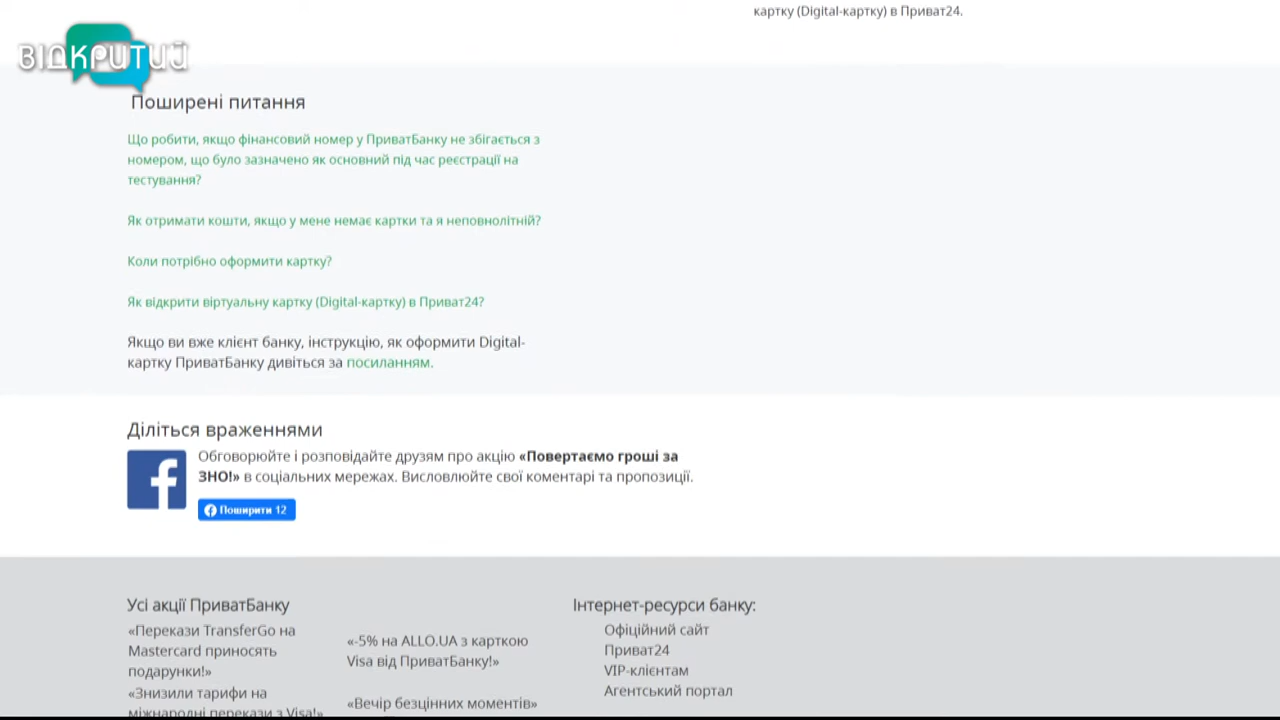 картку (Digital-картку) в Приват24.
ВІДКРИТИЙ
Поширені питання
Що робити, якщо фінансовий номер у ПриватБанку не збігається з
номером, що було зазначено як основний під час реєстрації на
тестування?
Як отримати кошти, якщо у мене немає картки та я неповнолітній?
Коли потрібно оформити картку?
Як відкрити віртуальну картку (Digital-картку) в Приват24?
Якщо ви вже клієнт банку, інструкцію, як оформити Digital-
картку ПриватБанку дивіться за посиланням.
Діліться враженнями
Обговорюйте і розповідайте друзям про акцію «Повертаємо гроші за
ЗНО!» в соціальних мережах. Висловлюйте свої коментарі та пропозиції.
Поширити 12
Усі акції ПриватБанку
«Перекази TransferGo на
Mastercard приносять
подарунки!»
«Знизили тарифи на
міжнародні перекази з Visa!»
«-5% на ALLO.UA з карткою
Visa від ПриватБанку!»
«Вечір безцінних моментів»
Інтернет-ресурси банку:
Офіційний сайт
Приват24
VIP-клієнтам
Агентський портал